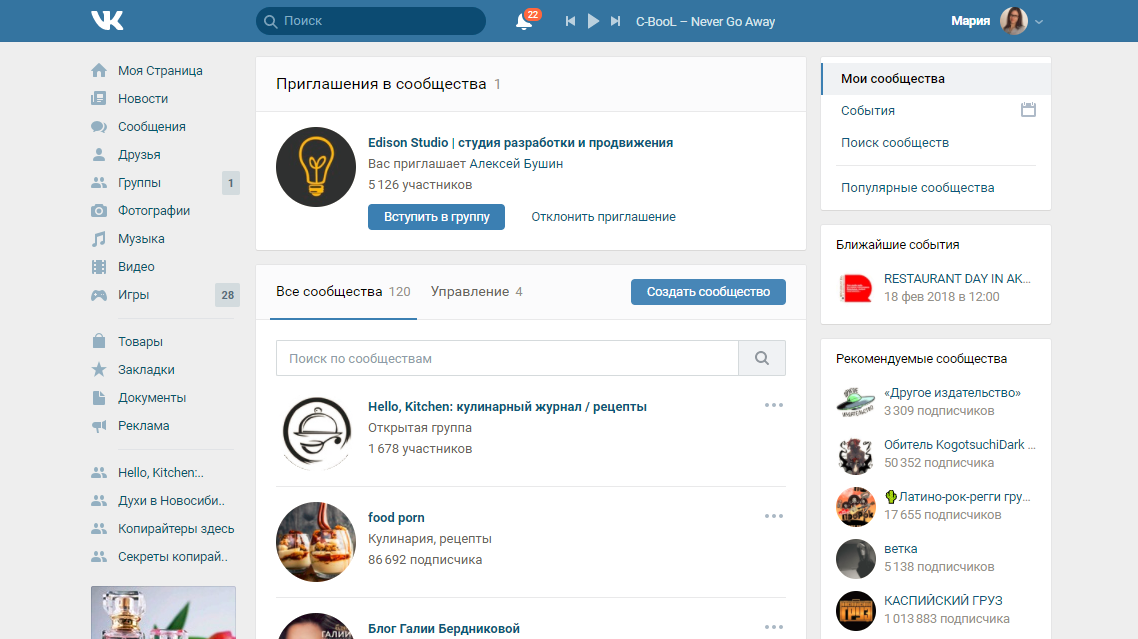 VK
Поиск
22
C-BooL – Never Go Away
Мария
Моя Страница
Новости
Сообщения
Друзья
Группы
1
Фотографии
Музыка
Видео
Игры
28
Товары
Закладки
Документы
Реклама
Hello, Kitchen:..
Духи в Новосиби..
Копирайтеры здесь
Секреты копирай..
Приглашения в сообщества 1
Edison Studio | студия разработки и продвижения
Вас приглашает Алексей Бушин
5 126 участников
Вступить в группу
Отклонить приглашение
Все сообщества 120
Управление 4
Создать сообщество
Поиск по сообществам
Hello, Kitchen: кулинарный журнал / рецепты
Открытая группа
1 678 участников
food porn
Кулинария, рецепты
86 692 подписчика
ГАЛИИ
Блог Галии Бердниковой
Мои сообщества
События
Поиск сообществ
Популярные сообщества
Ближайшие события
RESTAURANT DAY IN AK...
18 фев 2018 в 12:00
Рекомендуемые сообщества
«Другое издательство»
3 309 подписчиков
Обитель KogotsuchiDark ...
50 352 подписчика
Латино-рок-регги гру...
17 655 подписчиков
ветка
5 138 подписчиков
ГРУЗ
КАСПИЙСКИЙ ГРУЗ
1 013 883 подписчика